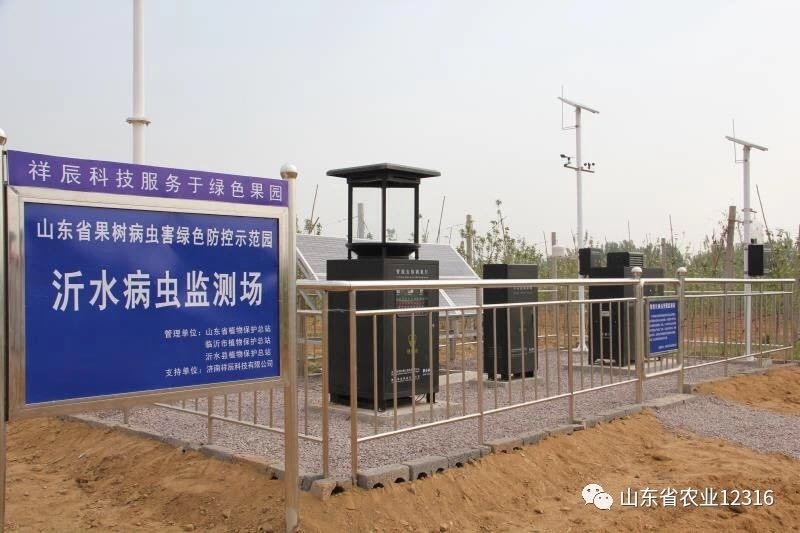 祥辰科技服务于绿色果园
山东省果树病虫害绿色防控示范园
沂水病虫监测场
管理单位：山东省植物保护总站
临沂市植物保护总站
沂水县植物保护总站
支持单位：济南祥辰科技有限公司
山东省农业12316